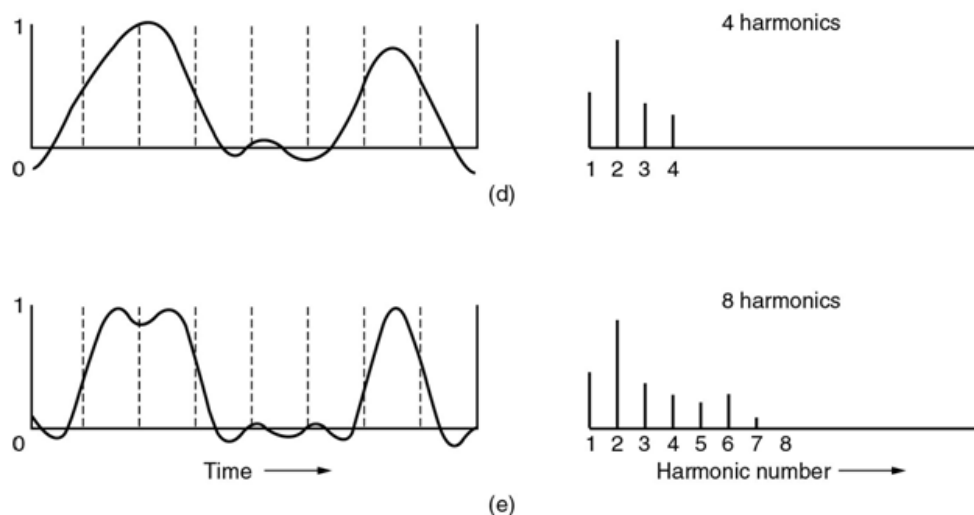 1
4 harmonics
0
1 2 3 4
(d)
1
8 harmonics
0
1 2 3 4 5 6 7 8
Time
Harmonic number
(e)